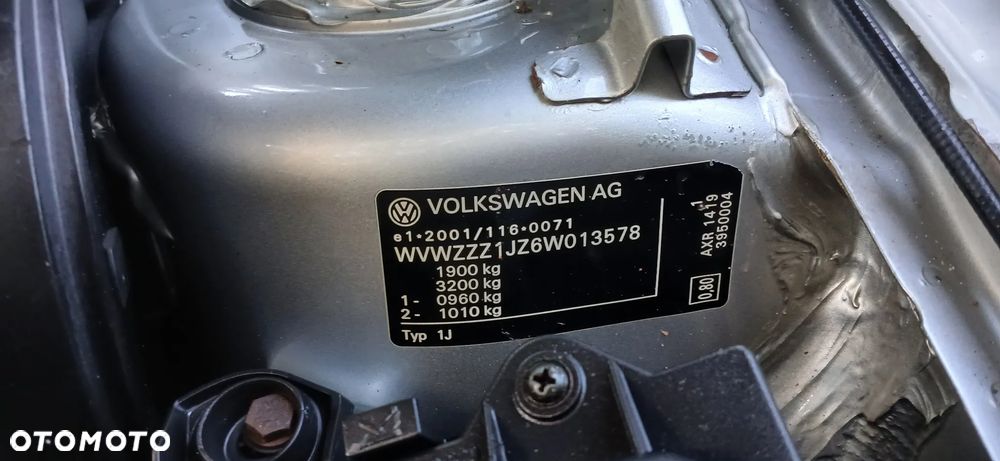 VOLKSWAGEN AG
e1*2001/116*0071
WVWZZZ1JZ6W013578
1900 kg
3200 kg
1- 0960 kg
2- 1010 kg
Typ 1J
AXR 1419
1
3950004
0,80
OTOMOTO